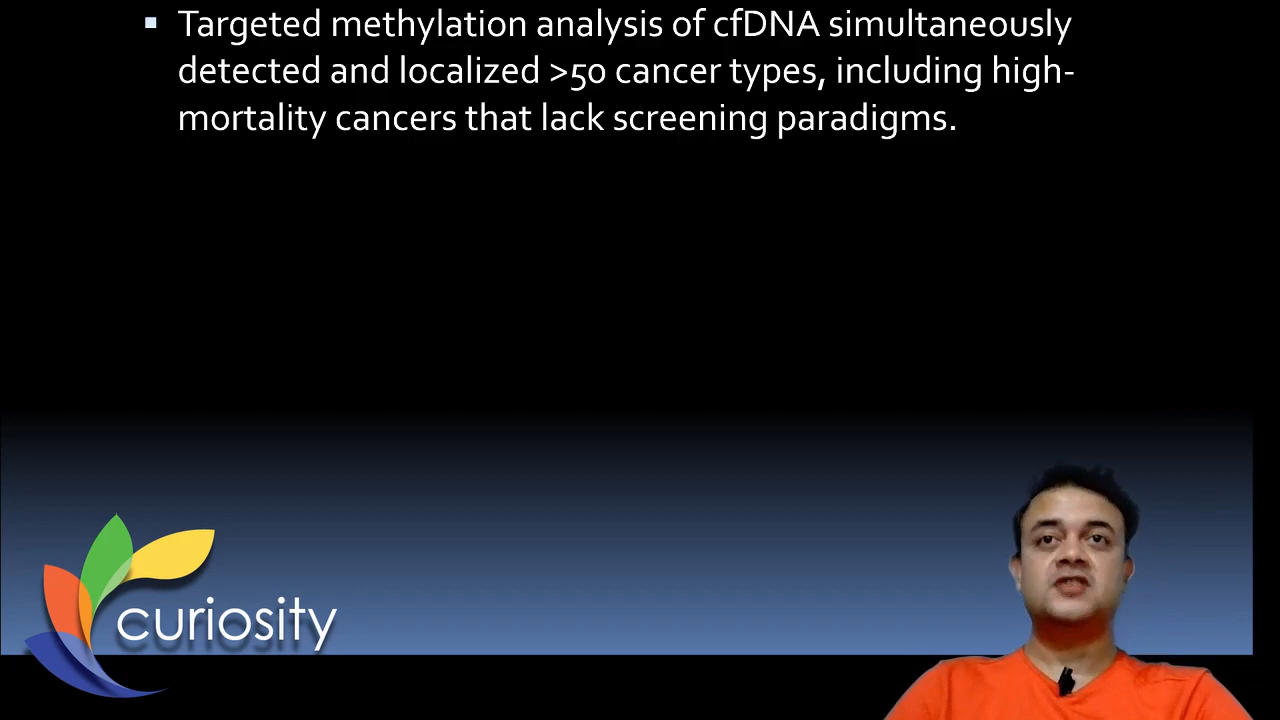 Targeted methylation analysis of cfDNA simultaneously
detected and localized >50 cancer types, including high-
mortality cancers that lack screening paradigms.
curiosity